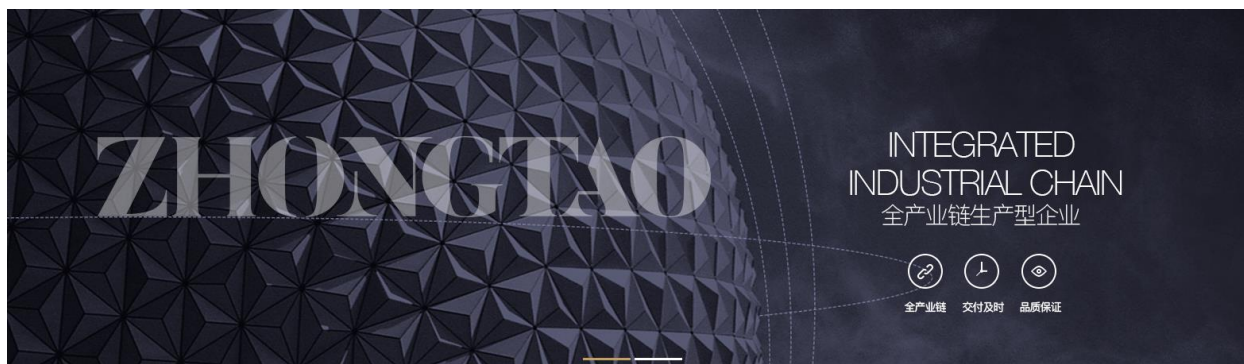 ZHONGTAO
INTEGRATED
INDUSTRIAL CHAIN
全产业链生产型企业
全产业链 交付及时 品质保证